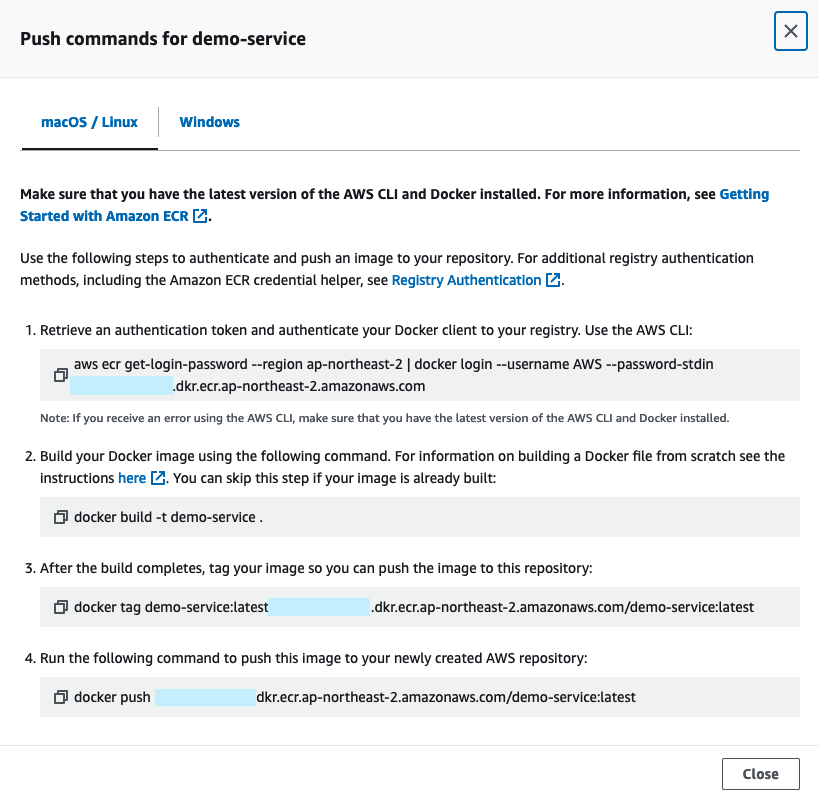 Push commands for demo-service
macOS / Linux
Windows
Make sure that you have the latest version of the AWS CLI and Docker installed. For more information, see Getting
Started with Amazon ECR.
Use the following steps to authenticate and push an image to your repository. For additional registry authentication
methods, including the Amazon ECR credential helper, see Registry Authentication.
1. Retrieve an authentication token and authenticate your Docker client to your registry. Use the AWS CLI:
aws ecr get-login-password --region ap-northeast-2 | docker login --username AWS --password-stdin
.dkr.ecr.ap-northeast-2.amazonaws.com
Note: If you receive an error using the AWS CLI, make sure that you have the latest version of the AWS CLI and Docker installed.
2. Build your Docker image using the following command. For information on building a Docker file from scratch see the
instructions here. You can skip this step if your image is already built:
docker build -t demo-service .
3. After the build completes, tag your image so you can push the image to this repository:
docker tag demo-service:latest .dkr.ecr.ap-northeast-2.amazonaws.com/demo-service:latest
4. Run the following command to push this image to your newly created AWS repository:
docker push dkr.ecr.ap-northeast-2.amazonaws.com/demo-service:latest
Close